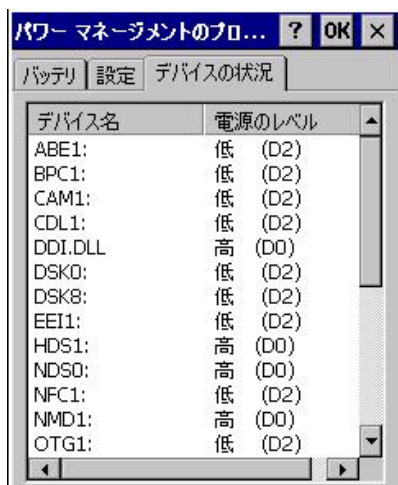 パワー マネージメントのプロ... ? OK ×
バッテリ 設定 デバイスの状況
デバイス名 電源のレベル
ABE1: 低 (D2)
BPC1: 低 (D2)
CAM1: 低 (D2)
CDL1: 低 (D2)
DDI.DLL 高 (D0)
DSK0: 低 (D2)
DSK8: 低 (D2)
EEI1: 低 (D2)
HDS1: 高 (D0)
NDS0: 高 (D0)
NFC1: 低 (D2)
NMD1: 高 (D0)
OTG1: 低 (D2)